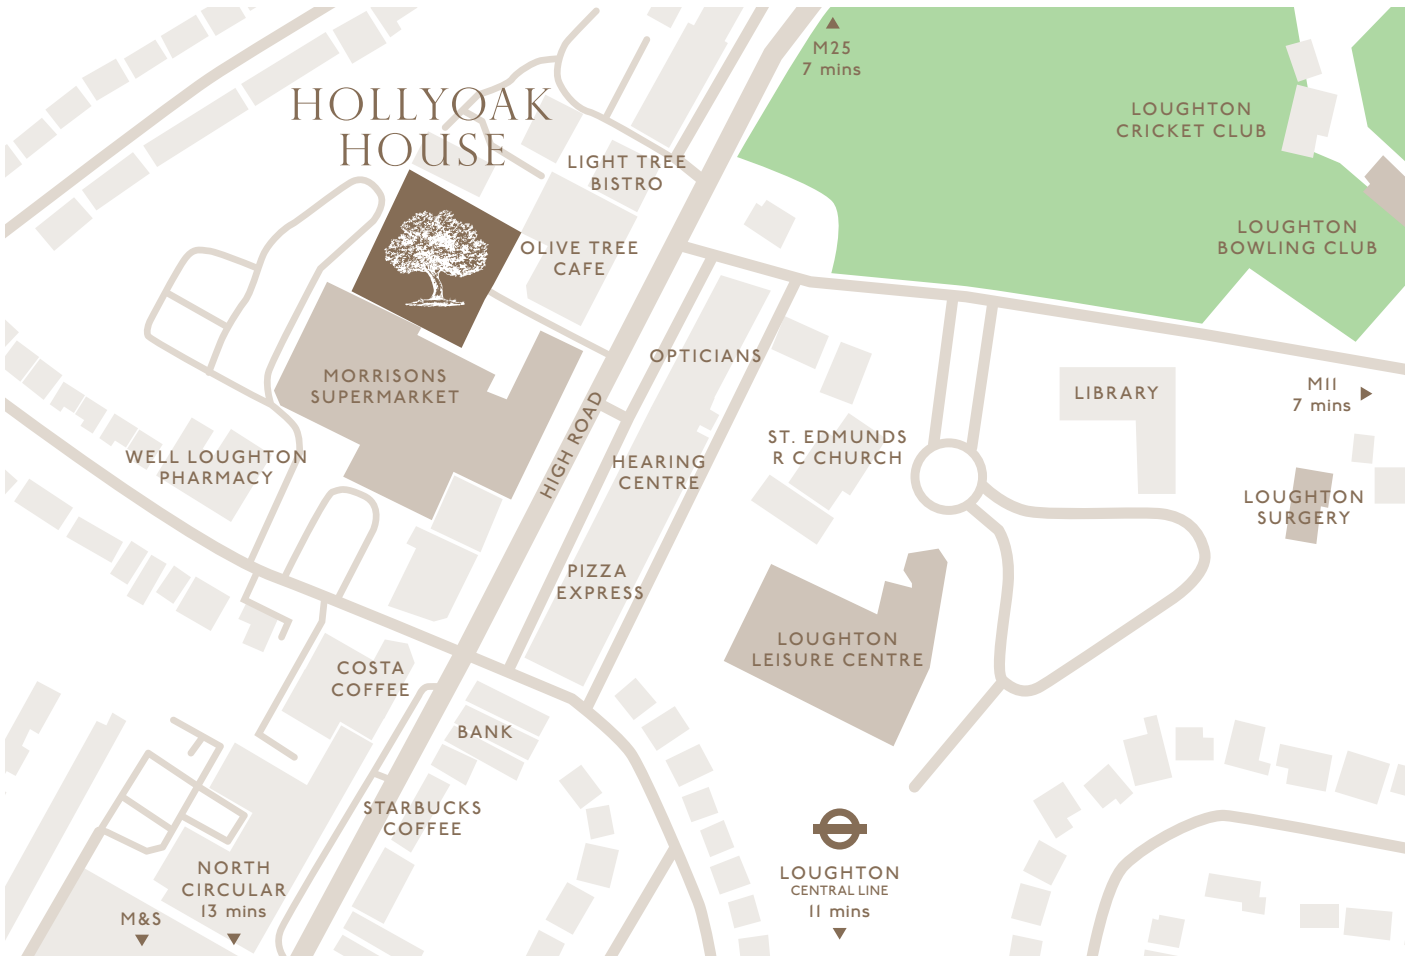 M25
7 mins
HOLLYOAK
HOUSE
LOUGHTON
CRICKET CLUB
LIGHT TREE
BISTRO
LOUGHTON
BOWLING CLUB
OLIVE TREE
CAFE
OPTICIANS
MORRISONS
SUPERMARKET
LIBRARY
M11
7 mins
HIGH ROAD
ST. EDMUNDS
R C CHURCH
WELL LOUGHTON
PHARMACY
HEARING
CENTRE
LOUGHTON
SURGERY
PIZZA
EXPRESS
LOUGHTON
LEISURE CENTRE
COSTA
COFFEE
BANK
STARBUCKS
COFFEE
NORTH
CIRCULAR
13 mins
M&S
LOUGHTON
CENTRAL LINE
11 mins